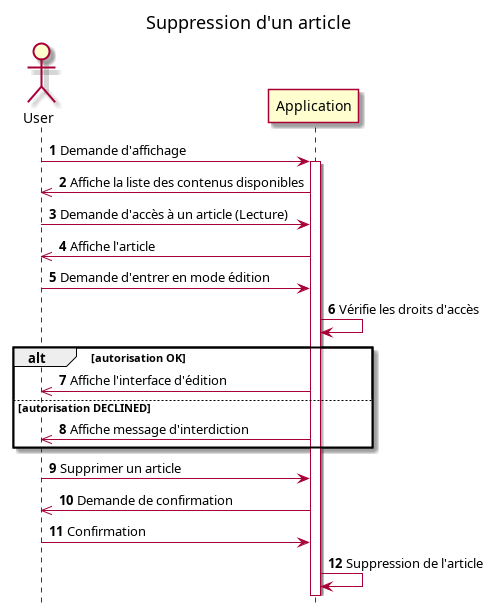 Suppression d'un article
User
Application
1 Demande d'affichage
2 Affiche la liste des contenus disponibles
3 Demande d'accès à un article (Lecture)
4 Affiche l'article
5 Demande d'entrer en mode édition
6 Vérifie les droits d'accès
alt [autorisation OK]
7 Affiche l'interface d'édition
[autorisation DECLINED]
8 Affiche message d'interdiction
9 Supprimer un article
10 Demande de confirmation
11 Confirmation
12 Suppression de l'article